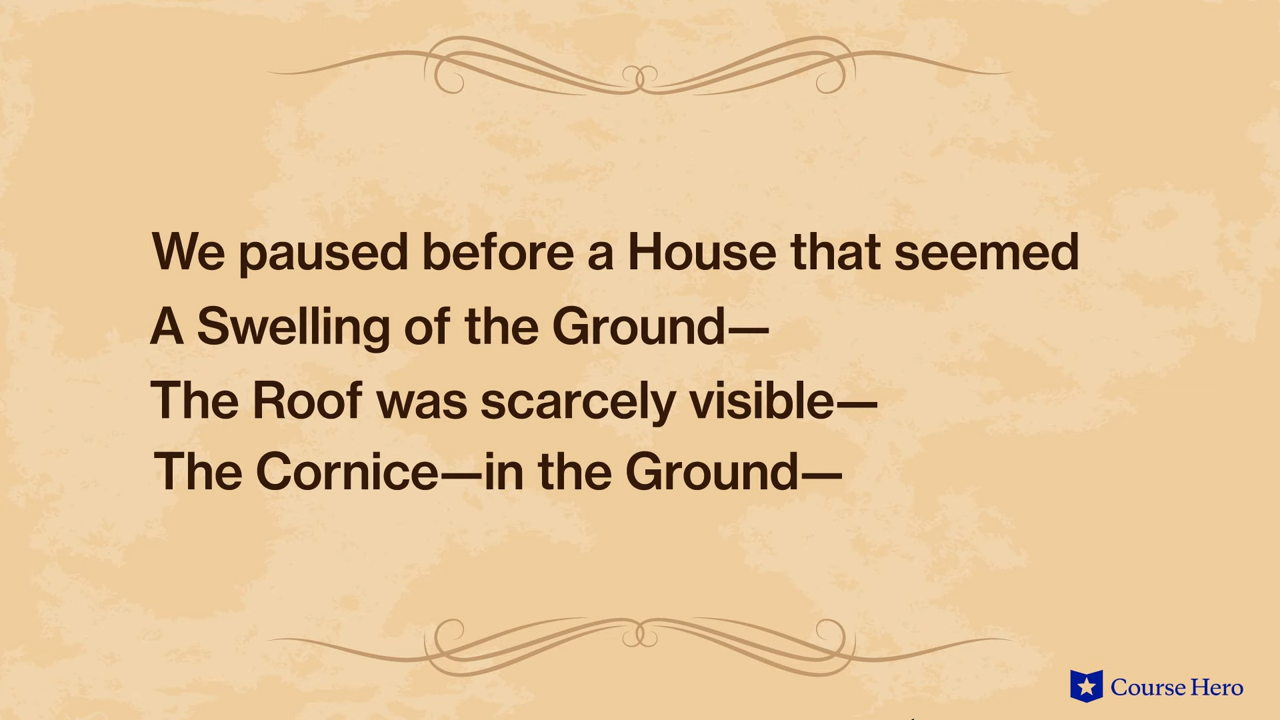 We paused before a House that seemed
A Swelling of the Ground—
The Roof was scarcely visible—
The Cornice—in the Ground—
Course Hero